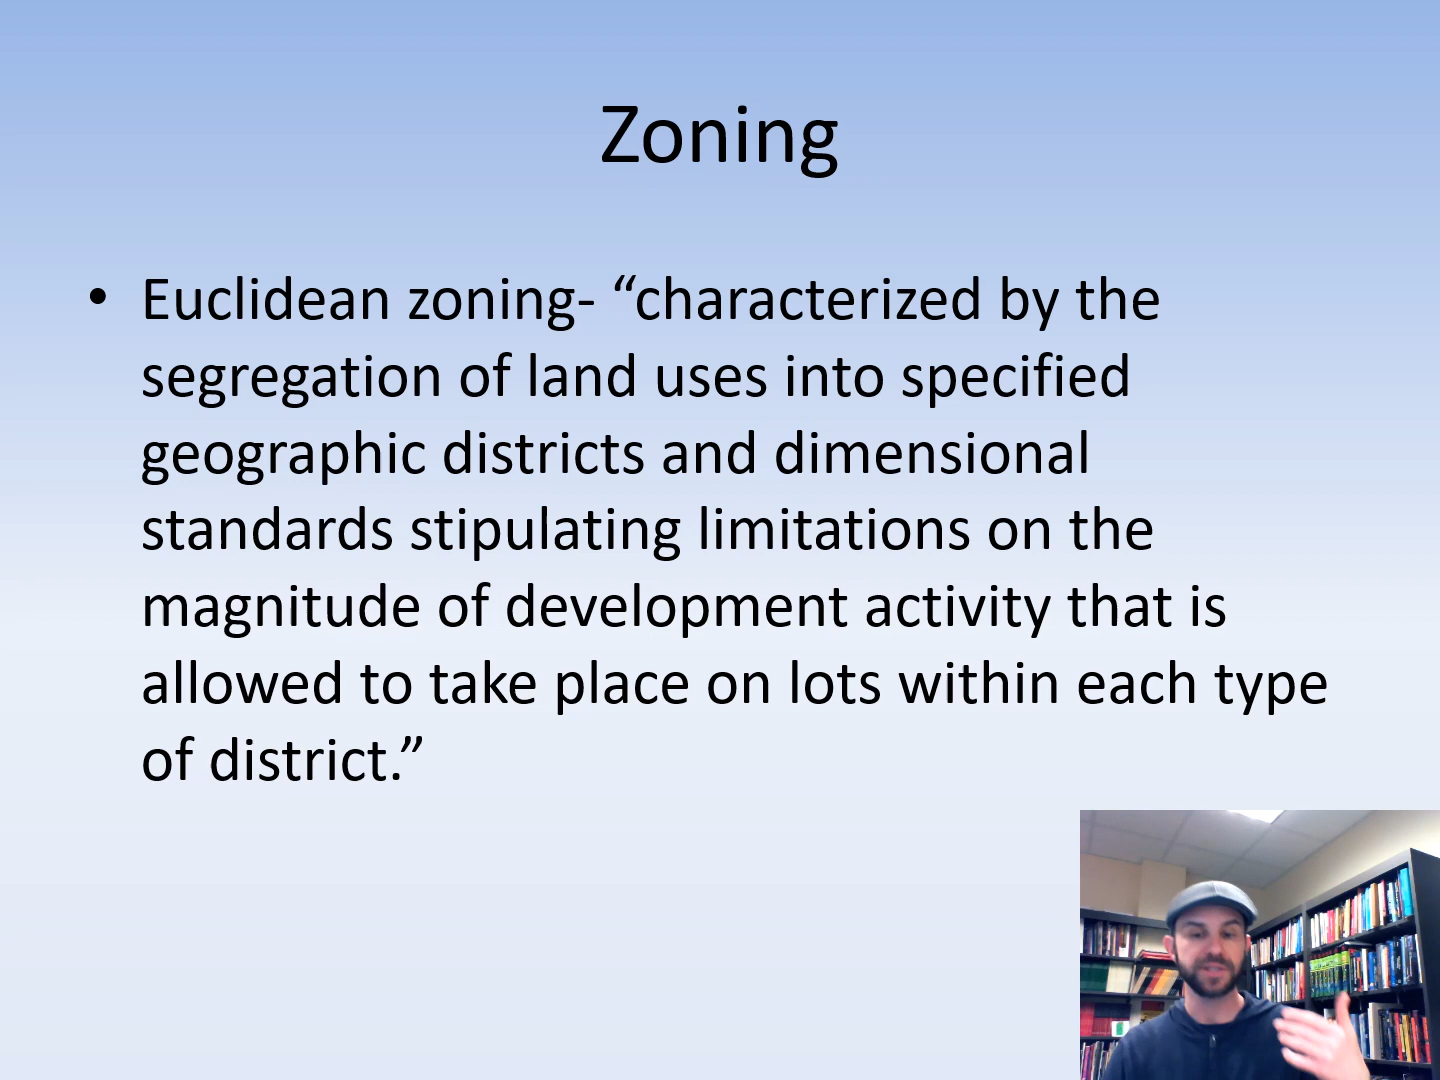 Zoning
• Euclidean zoning- “characterized by the
segregation of land uses into specified
geographic districts and dimensional
standards stipulating limitations on the
magnitude of development activity that is
allowed to take place on lots within each type
of district.”